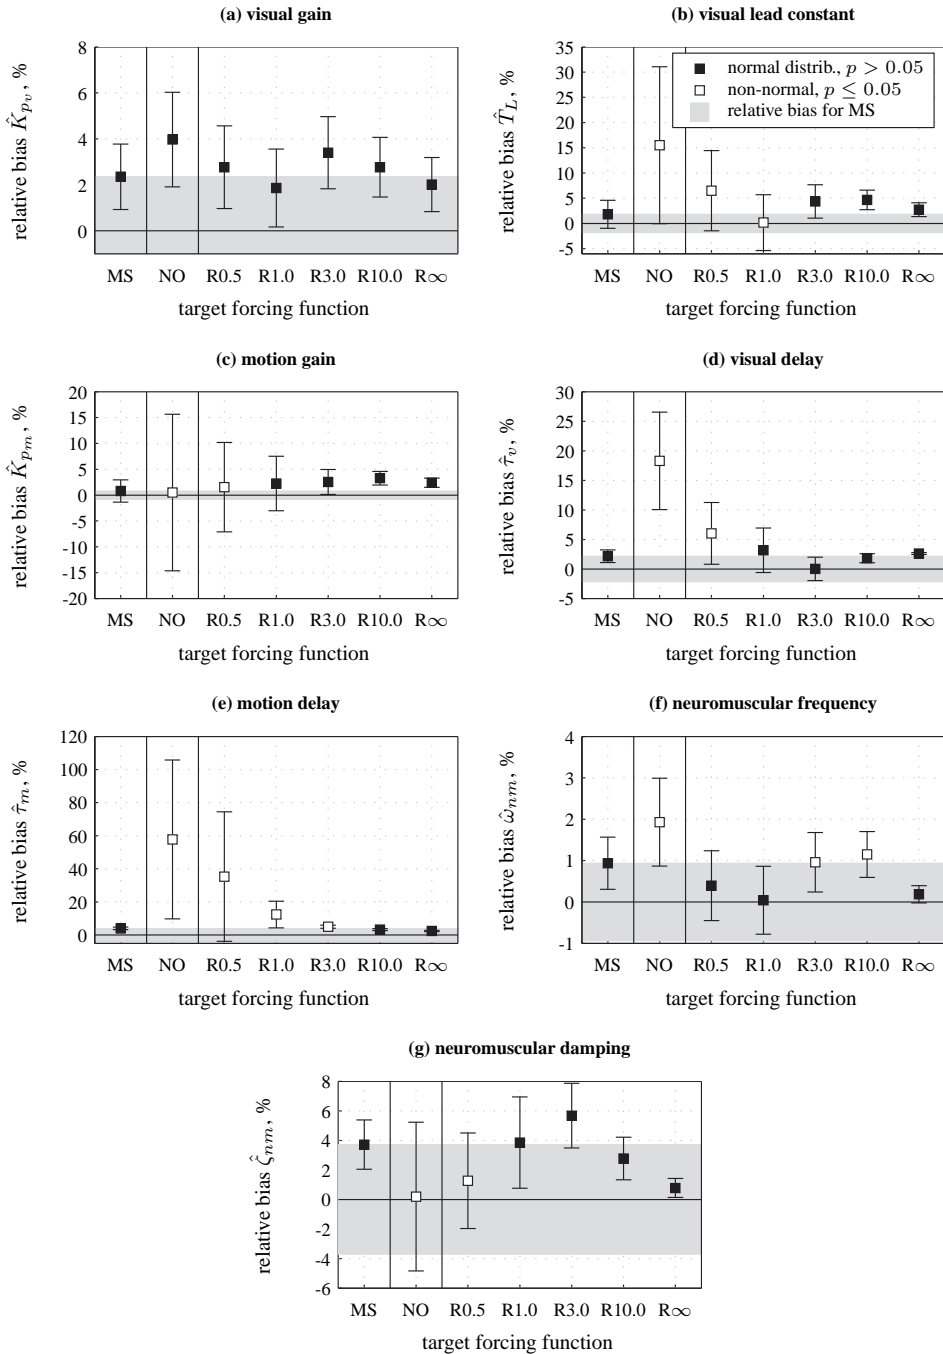 (a) visual gain
relative bias K̂ₚᵥ, %
8
6
4
2
0
MS NO R0.5 R1.0 R3.0 R10.0 R∞
target forcing function
(b) visual lead constant
relative bias T̂_L, %
35
30
25
20
15
10
5
0
-5
normal distrib., p > 0.05
non-normal, p ≤ 0.05
relative bias for MS
MS NO R0.5 R1.0 R3.0 R10.0 R∞
target forcing function
(c) motion gain
relative bias K̂ₚₘ, %
20
15
10
5
0
-5
-10
-15
-20
MS NO R0.5 R1.0 R3.0 R10.0 R∞
target forcing function
(d) visual delay
relative bias τ̂ᵥ, %
30
25
20
15
10
5
0
-5
MS NO R0.5 R1.0 R3.0 R10.0 R∞
target forcing function
(e) motion delay
relative bias τ̂ₘ, %
120
100
80
60
40
20
0
MS NO R0.5 R1.0 R3.0 R10.0 R∞
target forcing function
(f) neuromuscular frequency
relative bias ω̂ₙₘ, %
4
3
2
1
0
-1
MS NO R0.5 R1.0 R3.0 R10.0 R∞
target forcing function
(g) neuromuscular damping
relative bias ζ̂ₙₘ, %
8
6
4
2
0
-2
-4
-6
MS NO R0.5 R1.0 R3.0 R10.0 R∞
target forcing function